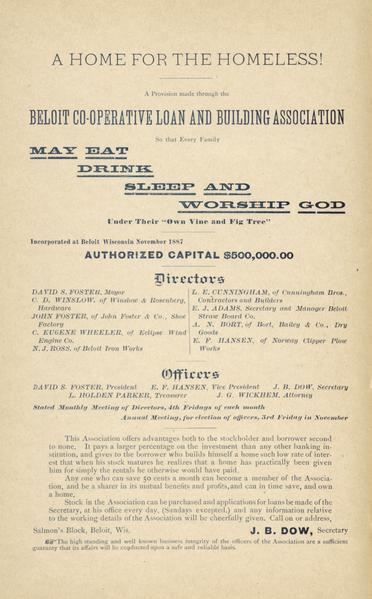 A HOME FOR THE HOMELESS!
A Provision made through the
BELOIT CO-OPERATIVE LOAN AND BUILDING ASSOCIATION
So that Every Family
MAY EAT
DRINK
SLEEP AND
WORSHIP GOD
Under Their "Own Vine and Fig Tree"
Incorporated at Beloit Wisconsin November 1887
AUTHORIZED CAPITAL $500,000.00
Directors
DAVID S. FOSTER, Mayor
C. D. WINSLOW, of Winslow & Rosenberg,
Hardware
JOHN FOSTER, of John Foster & Co., Shoe
Factory
C. EUGENE WHEELER, of Eclipse Wind
Engine Co.
N. J. ROSS, of Beloit Iron Works
L. E. CUNNINGHAM, of Cunningham Bros.,
Contractors and Builders
E. J. ADAMS, Secretary and Manager Beloit
Straw Board Co.
A. N. BORT, of Bort, Bailey & Co., Dry
Goods
E. F. HANSEN, of Norway Clipper Plow
Works
Officers
DAVID S. FOSTER, President E. F. HANSEN, Vice President J. B. DOW, Secretary
L. HOLDEN PARKER, Treasurer J. G. WICKHEM, Attorney
Stated Monthly Meeting of Directors, 4th Fridays of each month
Annual Meeting, for election of officers, 3rd Friday in November
This Association offers advantages both to the stockholder and borrower second
to none. It pays a larger percentage on the investment than any other banking in-
stitution, and gives to the borrower who builds himself a home such low rate of inter-
est that when his stock matures he realizes that a home has practically been given
him for simply the rentals he otherwise would have paid.
Any one who can save 50 cents a month can become a member of the Associa-
tion, and be a sharer in its mutual benefits and profits, and can in time, save, and own
a home.
Stock in the Association can be purchased and applications for loans be made of the
Secretary, at his office every day, (Sundays excepted,) and any information relative
to the working details of the Association will be cheerfully given. Call on or address,
Salmon's Block, Beloit, Wis. J. B. DOW, Secretary
☞ The high standing and well known business integrity of the officers of the Association are a sufficient
guaranty that its affairs will be conducted upon a safe and reliable basis.